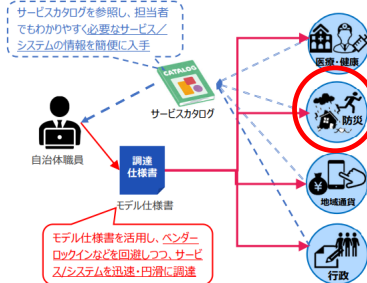 サービスカタログを参照し、担当者
でもわかりやすく必要なサービス/
システムの情報を簡便に入手
CATALOG
サービスカタログ
医療・健康
防災
自治体職員
調達
仕様書
モデル仕様書
地域通貨
モデル仕様書を活用し、ベンダー
ロックインなどを回避しつつ、サービ
ス/システムを迅速・円滑に調達
行政